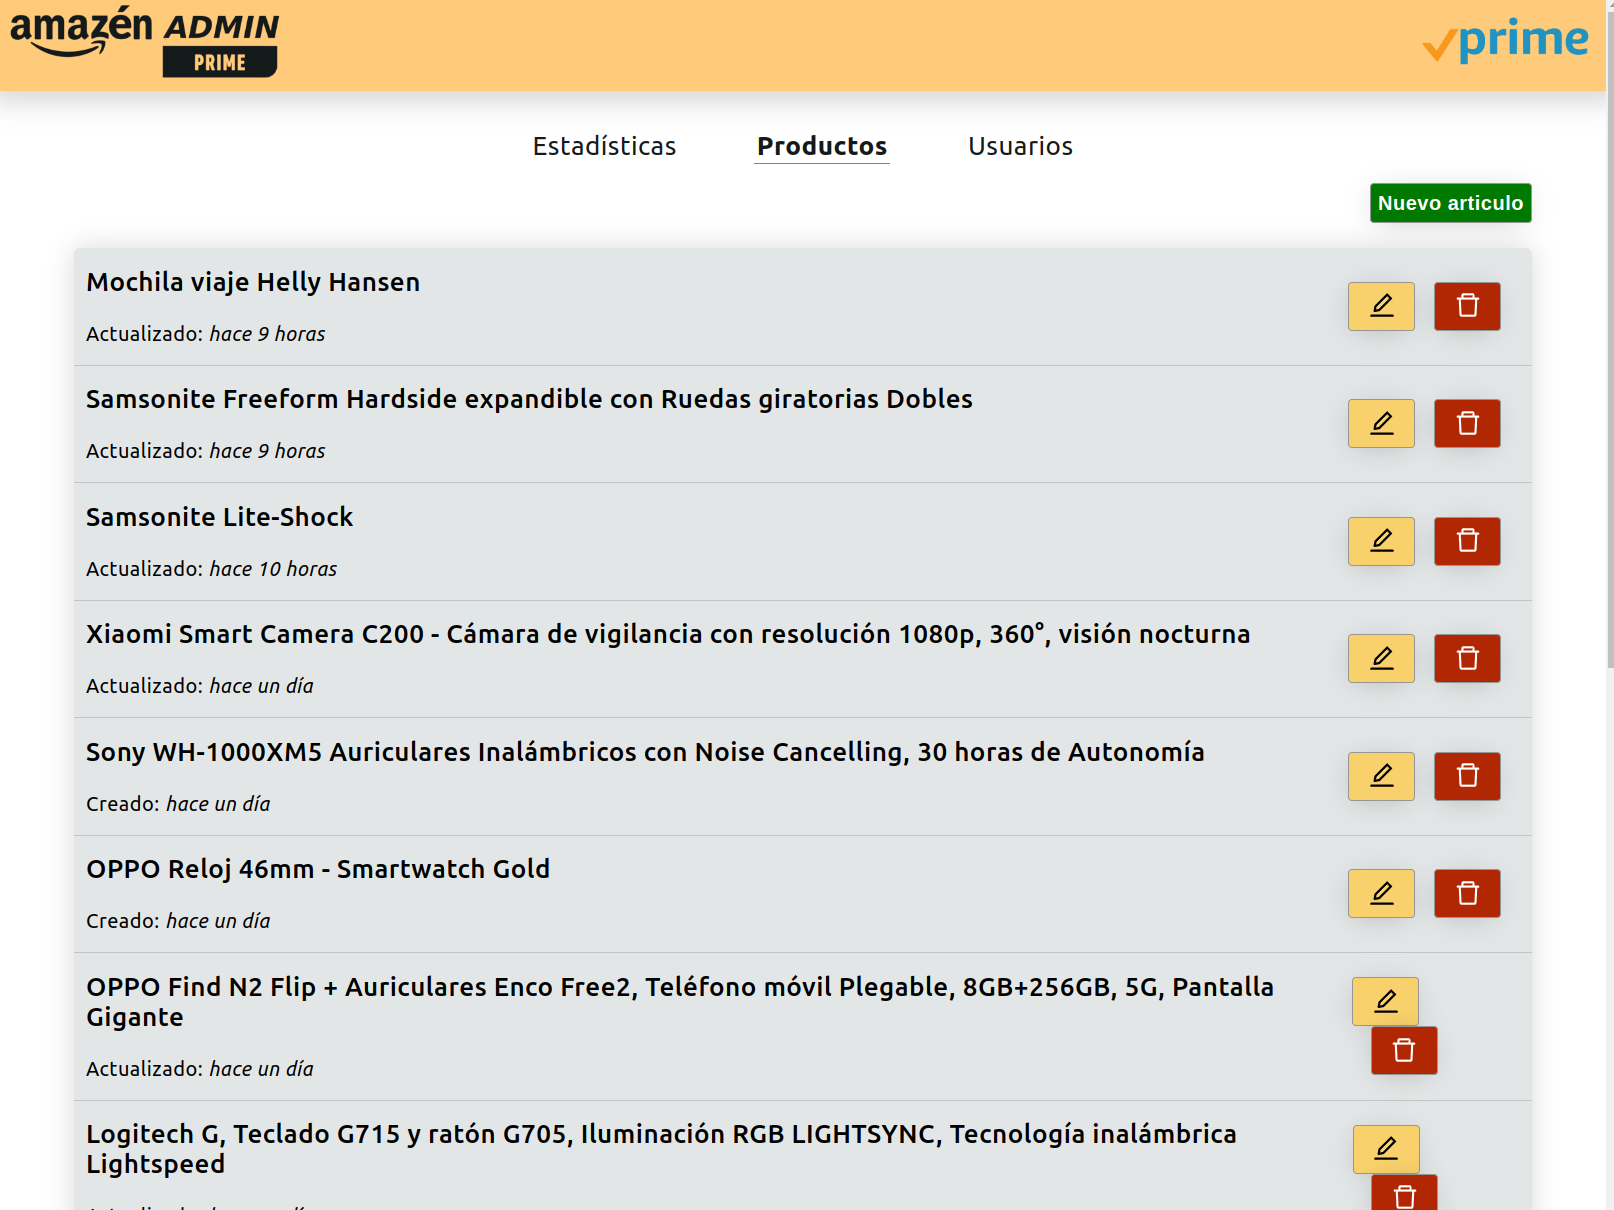 amazén ADMIN
PRIME
prime
Estadísticas Productos Usuarios
Nuevo articulo
Mochila viaje Helly Hansen
Actualizado: hace 9 horas
Samsonite Freeform Hardside expandible con Ruedas giratorias Dobles
Actualizado: hace 9 horas
Samsonite Lite-Shock
Actualizado: hace 10 horas
Xiaomi Smart Camera C200 - Cámara de vigilancia con resolución 1080p, 360°, visión nocturna
Actualizado: hace un día
Sony WH-1000XM5 Auriculares Inalámbricos con Noise Cancelling, 30 horas de Autonomía
Creado: hace un día
OPPO Reloj 46mm - Smartwatch Gold
Creado: hace un día
OPPO Find N2 Flip + Auriculares Enco Free2, Teléfono móvil Plegable, 8GB+256GB, 5G, Pantalla
Gigante
Actualizado: hace un día
Logitech G, Teclado G715 y ratón G705, Iluminación RGB LIGHTSYNC, Tecnología inalámbrica
Lightspeed